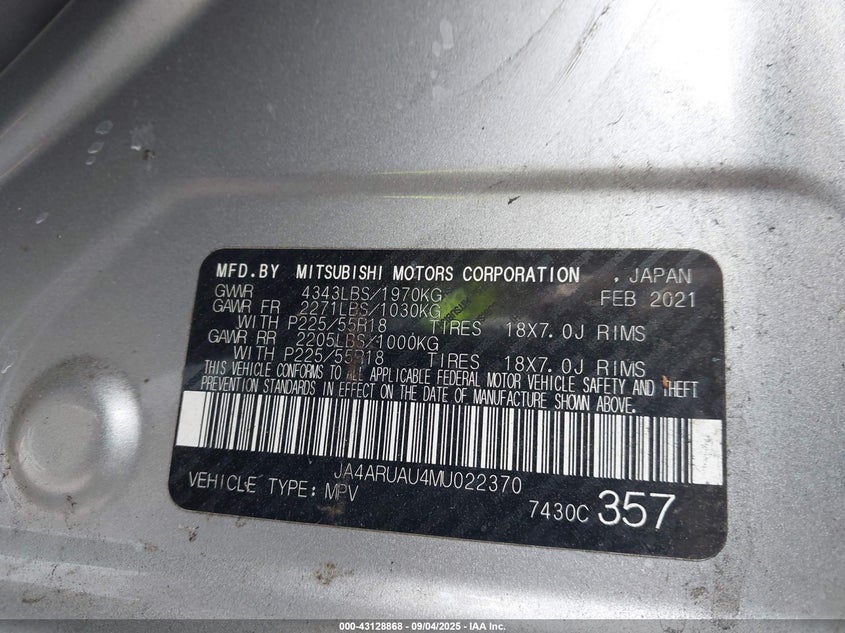 MFD.BY MITSUBISHI MOTORS CORPORATION , JAPAN
GVWR 4343LBS/1970KG FEB 2021
GAWR FR 2271LBS/1030KG
WITH P225/55R18 TIRES 18X7.0J RIMS
GAWR RR 2205LBS/1000KG
WITH P225/55R18 TIRES 18X7.0J RIMS
THIS VEHICLE CONFORMS TO ALL APPLICABLE FEDERAL MOTOR VEHICLE SAFETY AND THEFT
PREVENTION STANDARDS IN EFFECT ON THE DATE OF MANUFACTURE SHOWN ABOVE.
JA4ARUAU4MU022370
VEHICLE TYPE: MPV
7430C 357
000-43128868 - 09/04/2025 - IAA Inc.